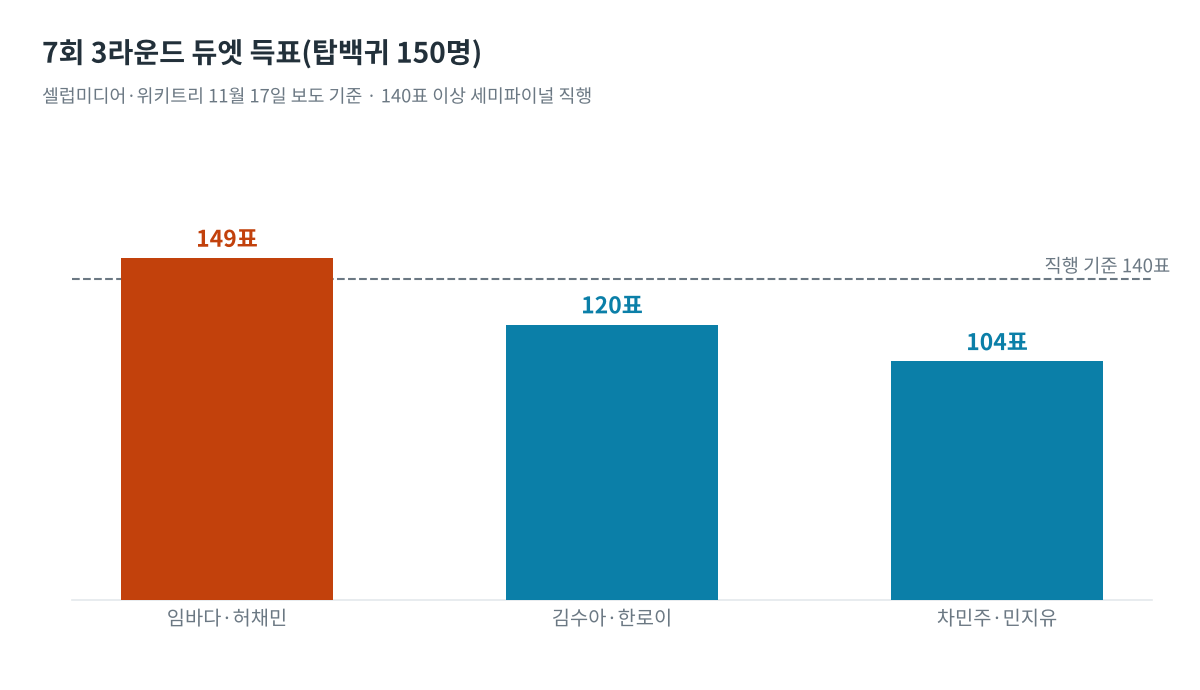 7회 3라운드 듀엣 득표(탑백귀 150명)
셀럽미디어·위키트리 11월 17일 보도 기준 · 140표 이상 세미파이널 직행
149표
직행 기준 140표
120표
104표
임바다·허채민
김수아·한로이
차민주·민지유